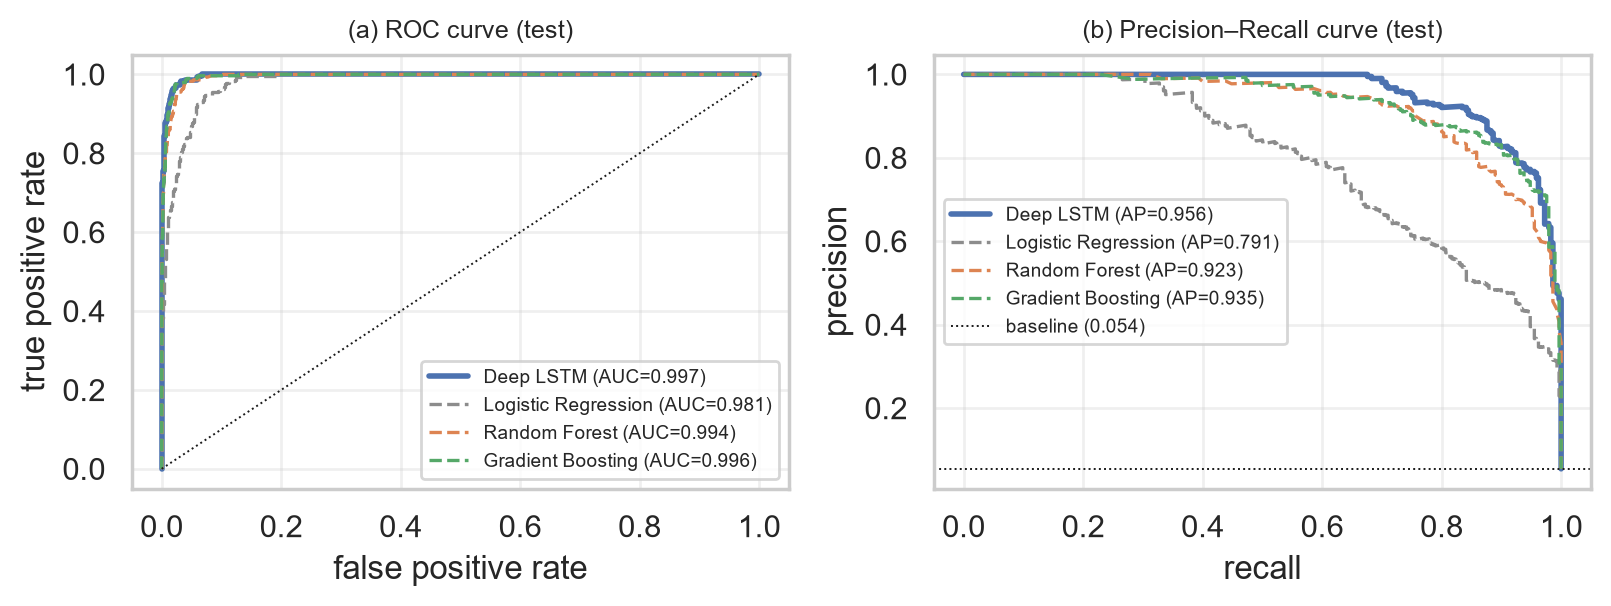 (a) ROC curve (test)
true positive rate
1.0
0.8
0.6
0.4
0.2
0.0
Deep LSTM (AUC=0.997)
Logistic Regression (AUC=0.981)
Random Forest (AUC=0.994)
Gradient Boosting (AUC=0.996)
0.0 0.2 0.4 0.6 0.8 1.0
false positive rate
(b) Precision–Recall curve (test)
precision
1.0
0.8
0.6
0.4
0.2
Deep LSTM (AP=0.956)
Logistic Regression (AP=0.791)
Random Forest (AP=0.923)
Gradient Boosting (AP=0.935)
baseline (0.054)
0.0 0.2 0.4 0.6 0.8 1.0
recall